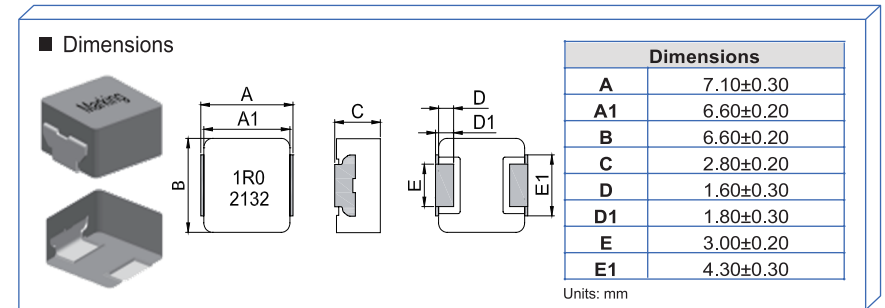 ■ Dimensions
Marking
A
A1
B
1R0
2132
C
D
D1
E
E1
Dimensions
A 7.10±0.30
A1 6.60±0.20
B 6.60±0.20
C 2.80±0.20
D 1.60±0.30
D1 1.80±0.30
E 3.00±0.20
E1 4.30±0.30
Units: mm